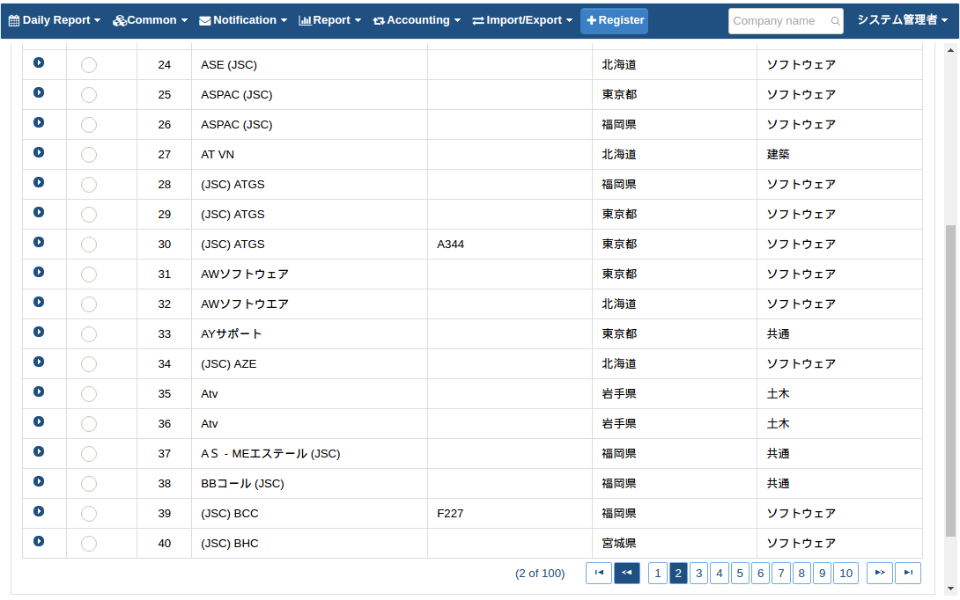 Daily Report Common Notification Report Accounting Import/Export Register Company name システム管理者
24 ASE (JSC) 北海道 ソフトウェア
25 ASPAC (JSC) 東京都 ソフトウェア
26 ASPAC (JSC) 福岡県 ソフトウェア
27 AT VN 北海道 建築
28 (JSC) ATGS 福岡県 ソフトウェア
29 (JSC) ATGS 東京都 ソフトウェア
30 (JSC) ATGS A344 東京都 ソフトウェア
31 AWソフトウェア 東京都 ソフトウェア
32 AWソフトウエア 北海道 ソフトウェア
33 AYサポート 東京都 共通
34 (JSC) AZE 北海道 ソフトウェア
35 Atv 岩手県 土木
36 Atv 岩手県 土木
37 AS - MEエステール (JSC) 福岡県 共通
38 BBコール (JSC) 福岡県 共通
39 (JSC) BCC F227 福岡県 ソフトウェア
40 (JSC) BHC 宮城県 ソフトウェア
(2 of 100) 1 2 3 4 5 6 7 8 9 10